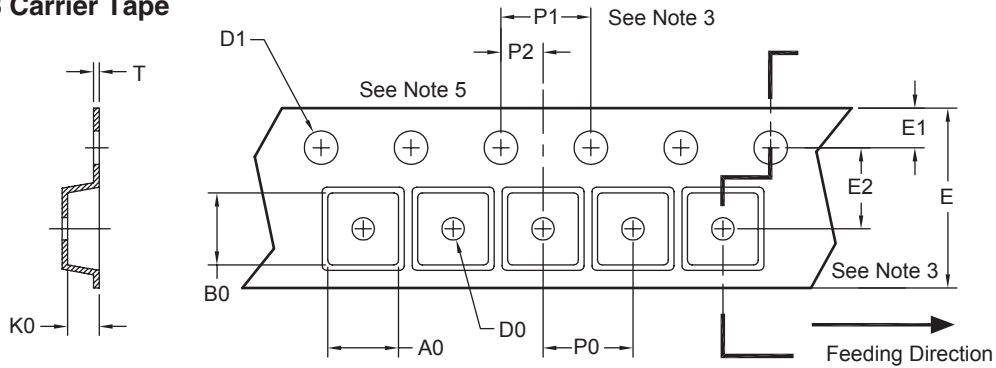 Carrier Tape
P1
See Note 3
D1
P2
T
See Note 5
E1
E2
E
B0
See Note 3
K0
D0
A0
P0
Feeding Direction